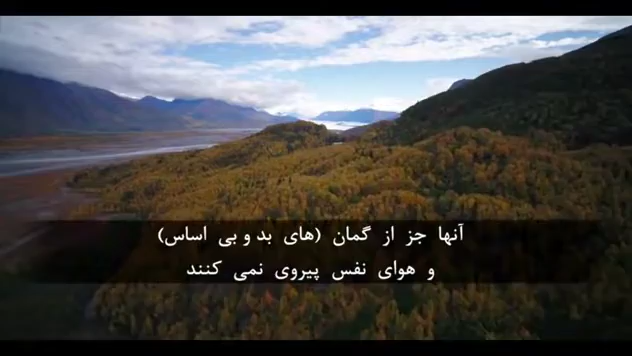 آنها جز از گمان (های بد و بی اساس)
و هوای نفس پیروی نمی کنند